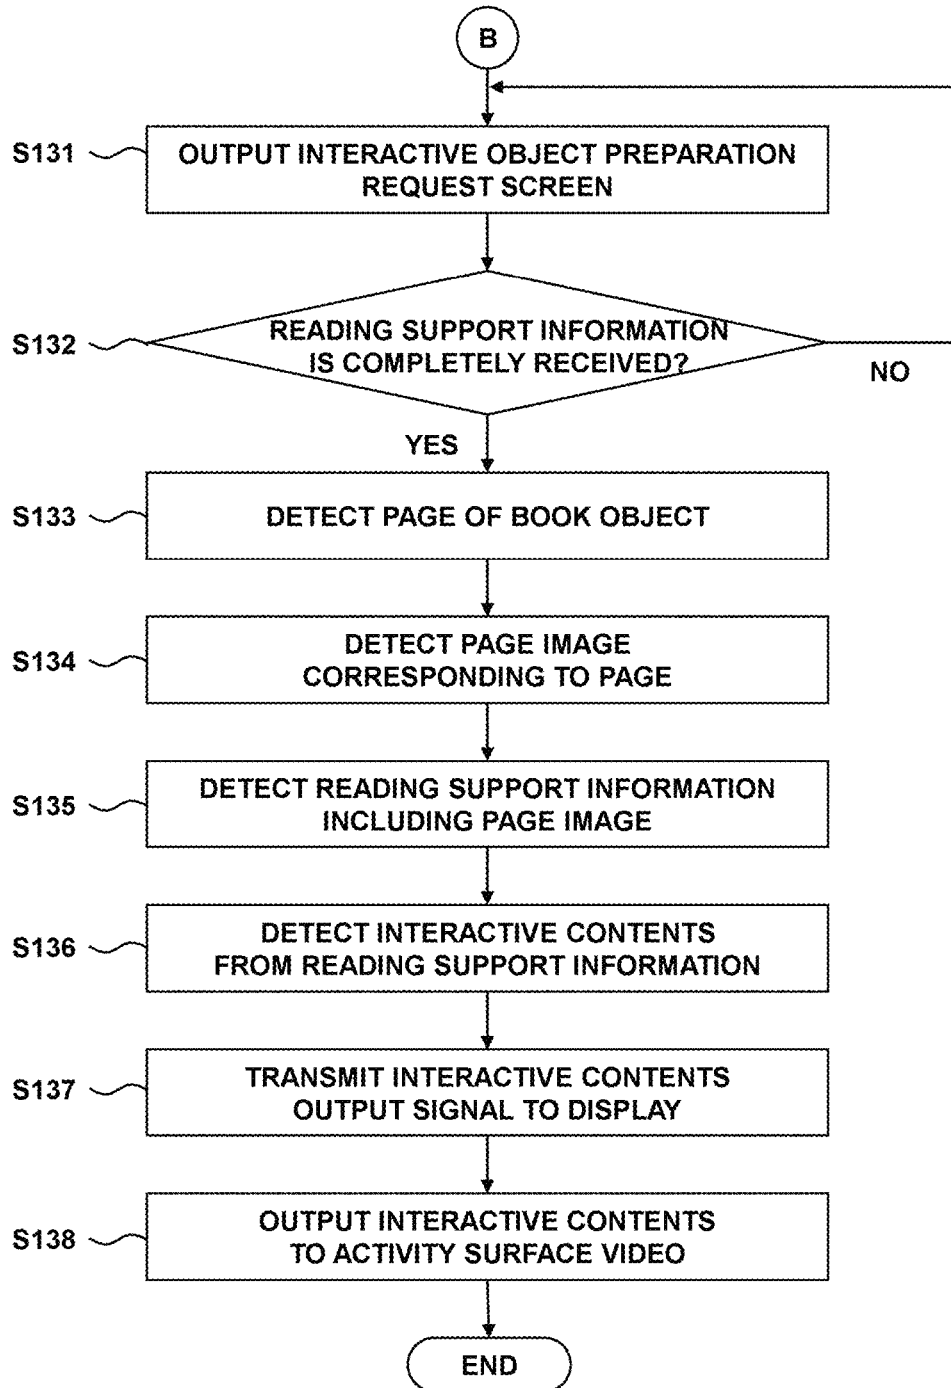 B
S131
OUTPUT INTERACTIVE OBJECT PREPARATION
REQUEST SCREEN
S132
READING SUPPORT INFORMATION
IS COMPLETELY RECEIVED?
NO
YES
S133
DETECT PAGE OF BOOK OBJECT
S134
DETECT PAGE IMAGE
CORRESPONDING TO PAGE
S135
DETECT READING SUPPORT INFORMATION
INCLUDING PAGE IMAGE
S136
DETECT INTERACTIVE CONTENTS
FROM READING SUPPORT INFORMATION
S137
TRANSMIT INTERACTIVE CONTENTS
OUTPUT SIGNAL TO DISPLAY
S138
OUTPUT INTERACTIVE CONTENTS
TO ACTIVITY SURFACE VIDEO
END